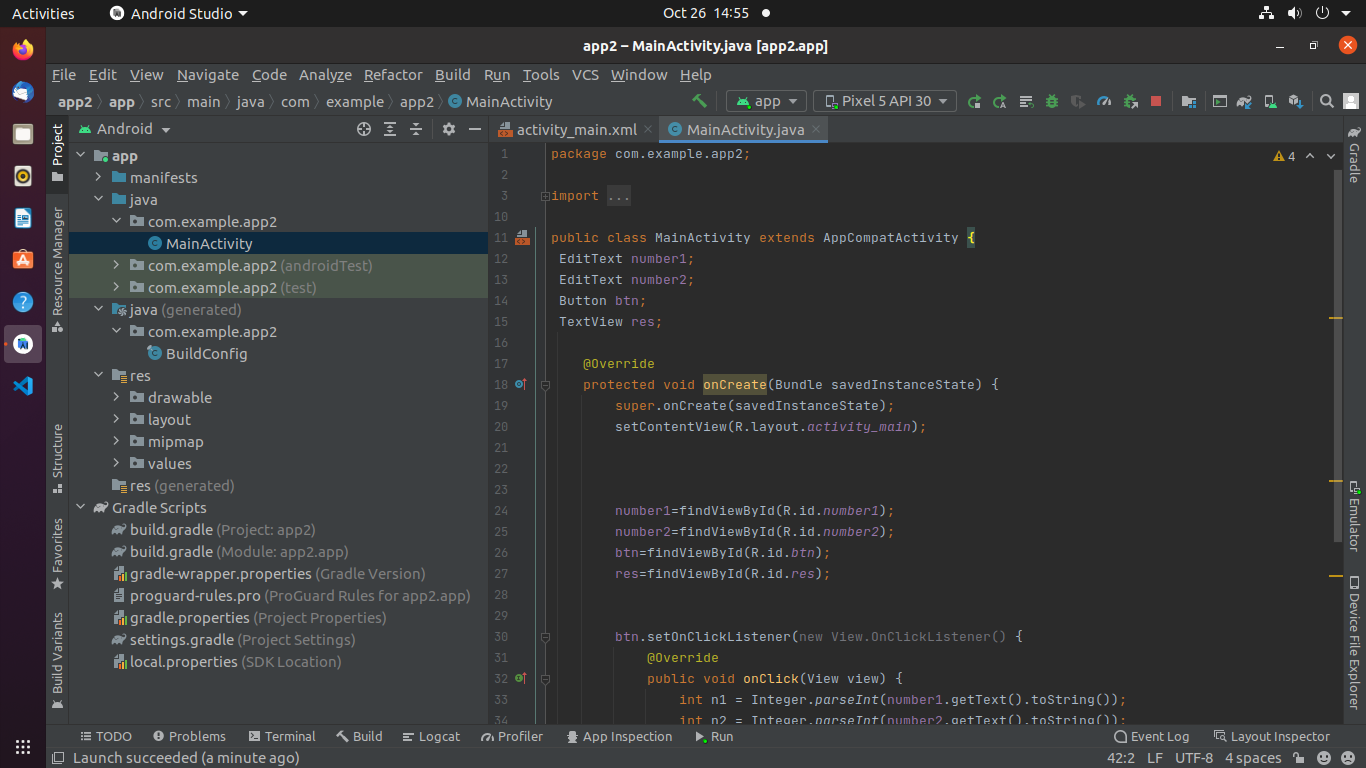 Activities Android Studio Oct 26 14:55
app2 – MainActivity.java [app2.app]
File Edit View Navigate Code Analyze Refactor Build Run Tools VCS Window Help
app2 app src main java com example app2 MainActivity app Pixel 5 API 30
Project
Resource Manager
Structure
Favorites
Build Variants
Android
app
manifests
java
com.example.app2
MainActivity
com.example.app2 (androidTest)
com.example.app2 (test)
java (generated)
com.example.app2
BuildConfig
res
drawable
layout
mipmap
values
res (generated)
Gradle Scripts
build.gradle (Project: app2)
build.gradle (Module: app2.app)
gradle-wrapper.properties (Gradle Version)
proguard-rules.pro (ProGuard Rules for app2.app)
gradle.properties (Project Properties)
settings.gradle (Project Settings)
local.properties (SDK Location)
activity_main.xml MainActivity.java
4
1 package com.example.app2;
2
3 import ...
10
11 public class MainActivity extends AppCompatActivity {
12 EditText number1;
13 EditText number2;
14 Button btn;
15 TextView res;
16
17 @Override
18 protected void onCreate(Bundle savedInstanceState) {
19 super.onCreate(savedInstanceState);
20 setContentView(R.layout.activity_main);
21
22
23
24 number1=findViewById(R.id.number1);
25 number2=findViewById(R.id.number2);
26 btn=findViewById(R.id.btn);
27 res=findViewById(R.id.res);
28
29
30 btn.setOnClickListener(new View.OnClickListener() {
31 @Override
32 public void onClick(View view) {
33 int n1 = Integer.parseInt(number1.getText().toString());
34 int n2 = Integer.parseInt(number2.getText().toString());
Gradle
Emulator
Device File Explorer
TODO Problems Terminal Build Logcat Profiler App Inspection Run Event Log Layout Inspector
Launch succeeded (a minute ago) 42:2 LF UTF-8 4 spaces